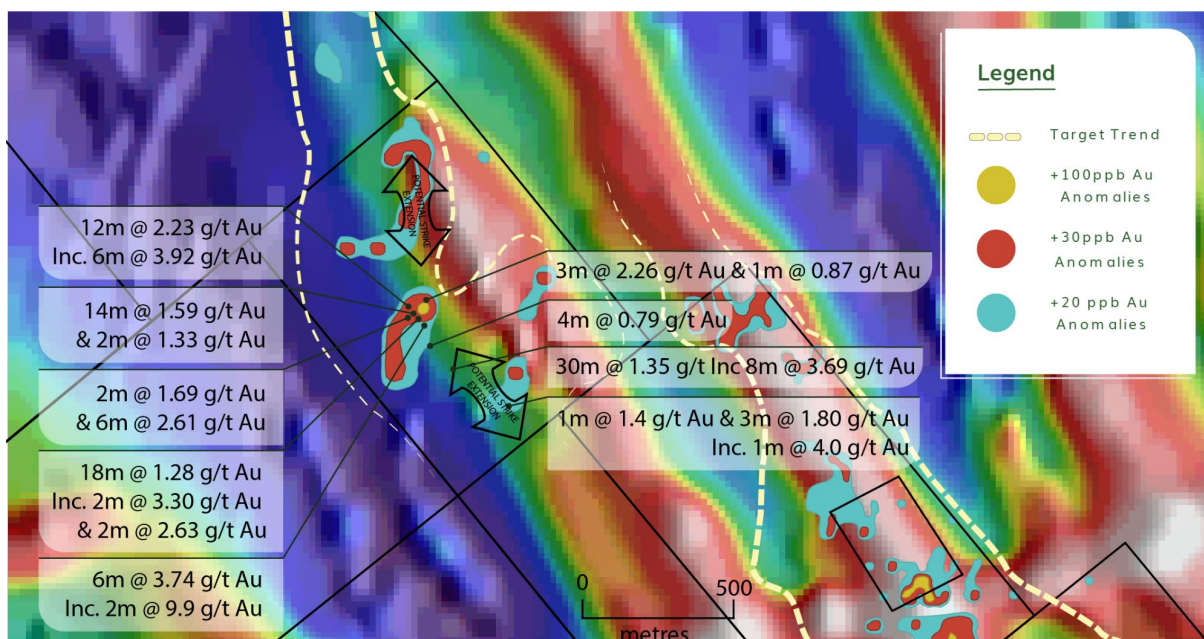 Legend
Target Trend
+100ppb Au
Anomalies
+30ppb Au
Anomalies
+20 ppb Au
Anomalies
12m @ 2.23 g/t Au
Inc. 6m @ 3.92 g/t Au
14m @ 1.59 g/t Au
& 2m @ 1.33 g/t Au
2m @ 1.69 g/t Au
& 6m @ 2.61 g/t Au
18m @ 1.28 g/t Au
Inc. 2m @ 3.30 g/t Au
& 2m @ 2.63 g/t Au
6m @ 3.74 g/t Au
Inc. 2m @ 9.9 g/t Au
POTENTIAL STRIKE
EXTENSION
3m @ 2.26 g/t Au & 1m @ 0.87 g/t Au
4m @ 0.79 g/t Au
30m @ 1.35 g/t Inc 8m @ 3.69 g/t Au
1m @ 1.4 g/t Au & 3m @ 1.80 g/t Au
Inc. 1m @ 4.0 g/t Au
POTENTIAL STRIKE
EXTENSION
0 500
metres